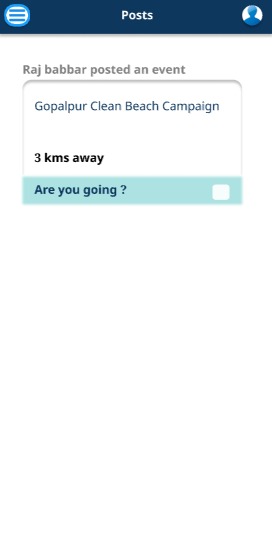 Posts
Raj babbar posted an event
Gopalpur Clean Beach Campaign
3 kms away
Are you going ?